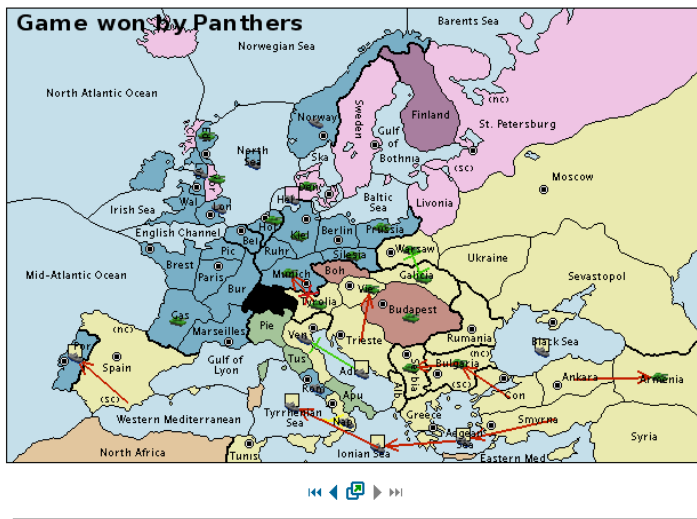 Game won by Panthers
Barents Sea
Norwegian Sea
North Atlantic Ocean
Norway
Finland
(nc)
St. Petersburg
Sweden
Gulf of Bothnia
Edi
Clyd
North Sea
Ska
(sc)
Moscow
Den
Livonia
Irish Sea
Wal
Lon
Hel
Baltic Sea
English Channel
Hol
Kiel
Berlin
Prussia
Bel
Ruhr
Silesia
Warsaw
Ukraine
Mid-Atlantic Ocean
Brest
Pic
Paris
Bur
Munich
Boh
Galicia
Sevastopol
Tyrolia
Vie
Budapest
Gas
Marseilles
Pie
Ven
Trieste
Rumania
Black Sea
(nc)
Por
Spain
Gulf of Lyon
Tus
Adr
Serbia
Bulgaria
(nc)
Ankara
Armenia
(sc)
Rom
Apu
Alb
(sc)
Con
Western Mediterranean
Tyrrhenian Sea
Nap
Greece
Aegean Sea
Smyrna
Syria
North Africa
Tunis
Ionian Sea
Eastern Med